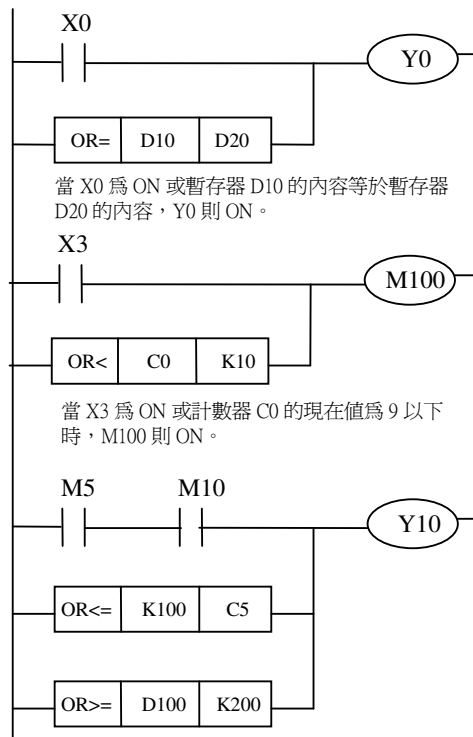 X0
Y0
OR= D10 D20
當 X0 爲 ON 或暫存器 D10 的內容等於暫存器
D20 的內容，Y0 則 ON。
X3
M100
OR< C0 K10
當 X3 爲 ON 或計數器 C0 的現在值爲 9 以下
時，M100 則 ON。
M5 M10
Y10
OR<= K100 C5
OR>= D100 K200